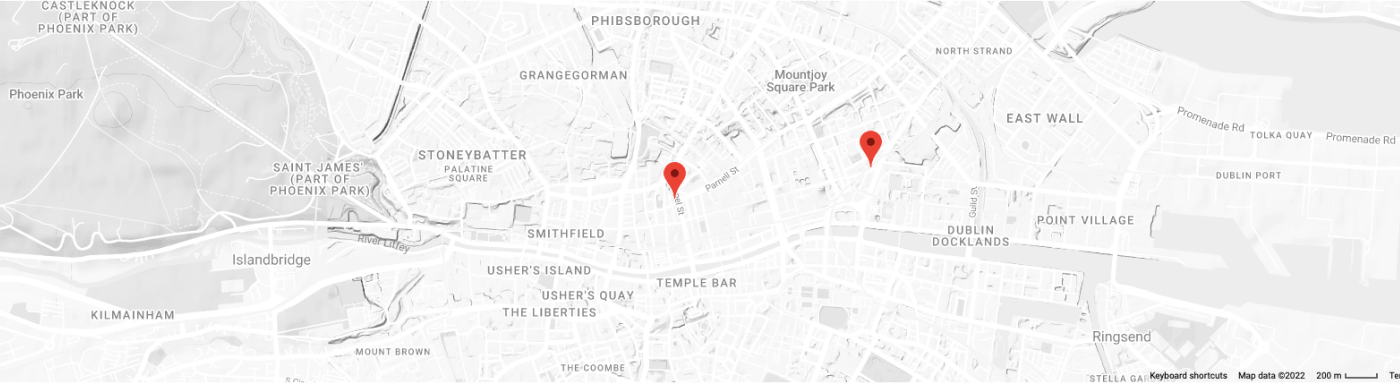 CASTLEKNOCK
(PART OF
PHOENIX PARK)
PHIBSBOROUGH
NORTH STRAND
GRANGEGORMAN
Mountjoy
Square Park
Phoenix Park
EAST WALL
Promenade Rd
TOLKA QUAY
Promenade Rd
STONEYBATTER
PALATINE
SQUARE
SAINT JAMES'
(PART OF
PHOENIX PARK)
Parnell St
DUBLIN PORT
el St
Guild St
POINT VILLAGE
SMITHFIELD
DUBLIN
DOCKLANDS
River Liffey
Islandbridge
USHER'S ISLAND
TEMPLE BAR
USHER'S QUAY
THE LIBERTIES
KILMAINHAM
Ringsend
MOUNT BROWN
THE COOMBE
STELLA GA
Keyboard shortcuts Map data ©2022 200 m Te